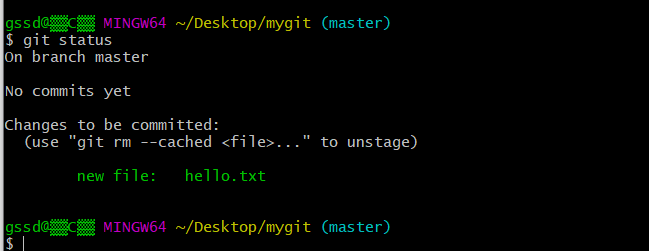 gssd@▒▒C▒▒ MINGW64 ~/Desktop/mygit (master)
$ git status
On branch master
No commits yet
Changes to be committed:
(use "git rm --cached <file>..." to unstage)
new file: hello.txt
gssd@▒▒C▒▒ MINGW64 ~/Desktop/mygit (master)
$